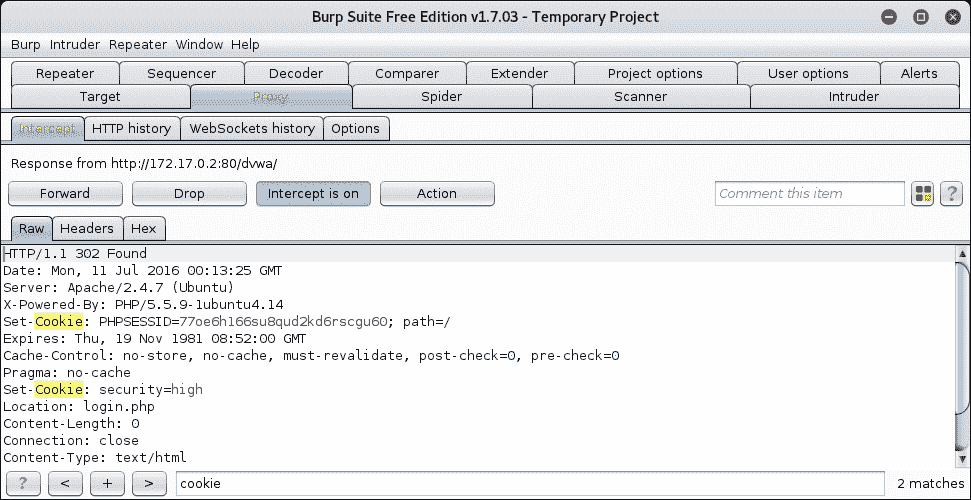 Burp Suite Free Edition v1.7.03 - Temporary Project
Burp Intruder Repeater Window Help
Repeater Sequencer Decoder Comparer Extender Project options User options Alerts
Target Proxy Spider Scanner Intruder
Intercept HTTP history WebSockets history Options
Response from http://172.17.0.2:80/dvwa/
Forward Drop Intercept is on Action Comment this item ?
Raw Headers Hex
HTTP/1.1 302 Found
Date: Mon, 11 Jul 2016 00:13:25 GMT
Server: Apache/2.4.7 (Ubuntu)
X-Powered-By: PHP/5.5.9-1ubuntu4.14
Set-Cookie: PHPSESSID=77oe6h166su8qud2kd6rscgu60; path=/
Expires: Thu, 19 Nov 1981 08:52:00 GMT
Cache-Control: no-store, no-cache, must-revalidate, post-check=0, pre-check=0
Pragma: no-cache
Set-Cookie: security=high
Location: login.php
Content-Length: 0
Connection: close
Content-Type: text/html
? < + > cookie 2 matches